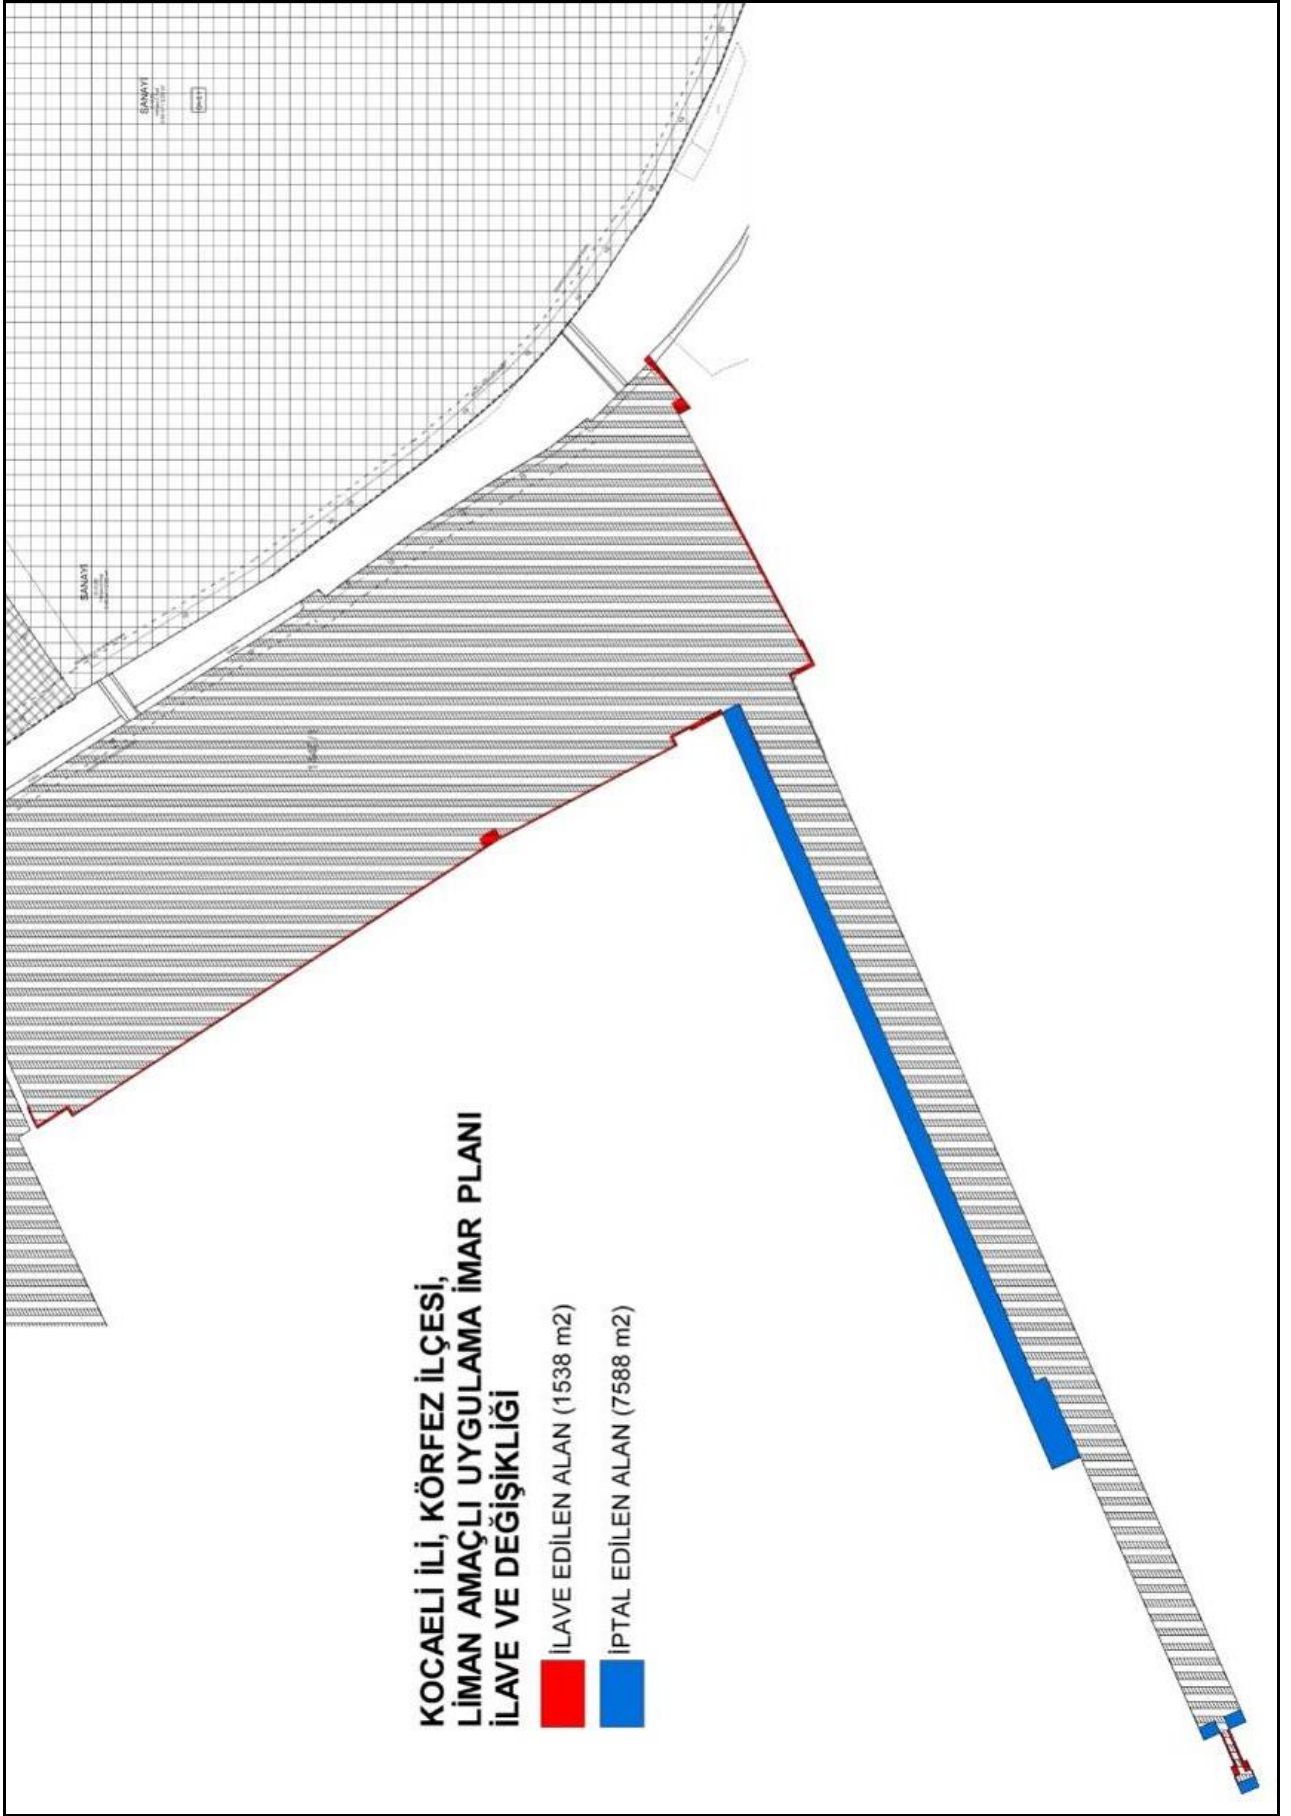 KOCAELİ İLİ, KÖRFEZ İLÇESİ,
LİMAN AMAÇLI UYGULAMA İMAR PLANI
İLAVE VE DEĞİŞİKLİĞİ
İLAVE EDİLEN ALAN (1538 m2)
İPTAL EDİLEN ALAN (7588 m2)
SANAYİ
SANAYİ